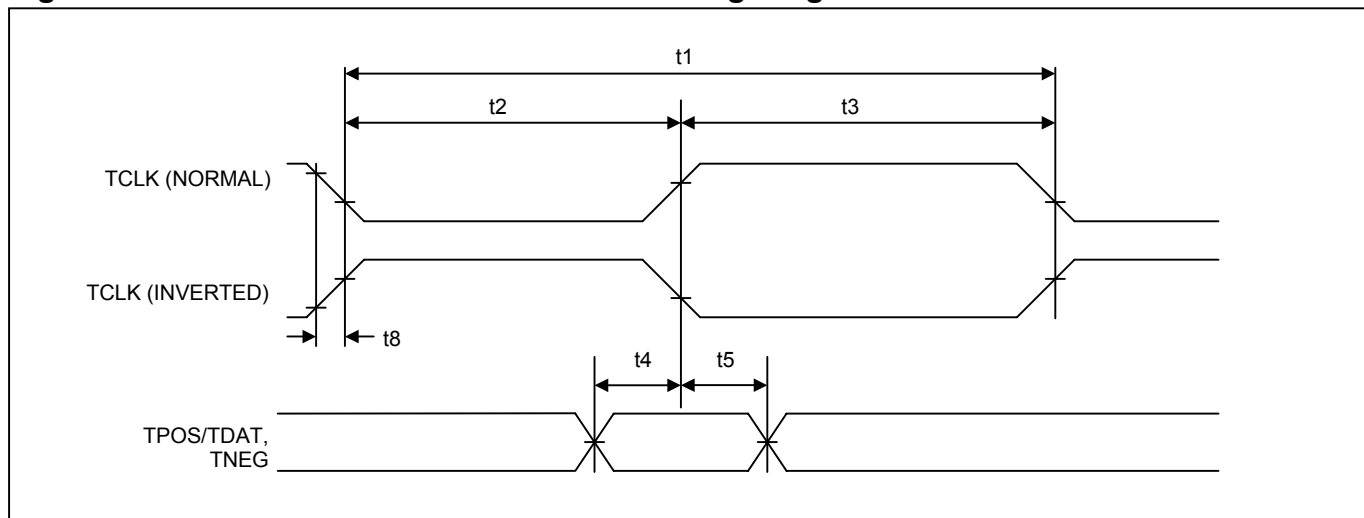 t1
t2 t3
TCLK (NORMAL)
TCLK (INVERTED)
t8
t4 t5
TPOS/TDAT,
TNEG